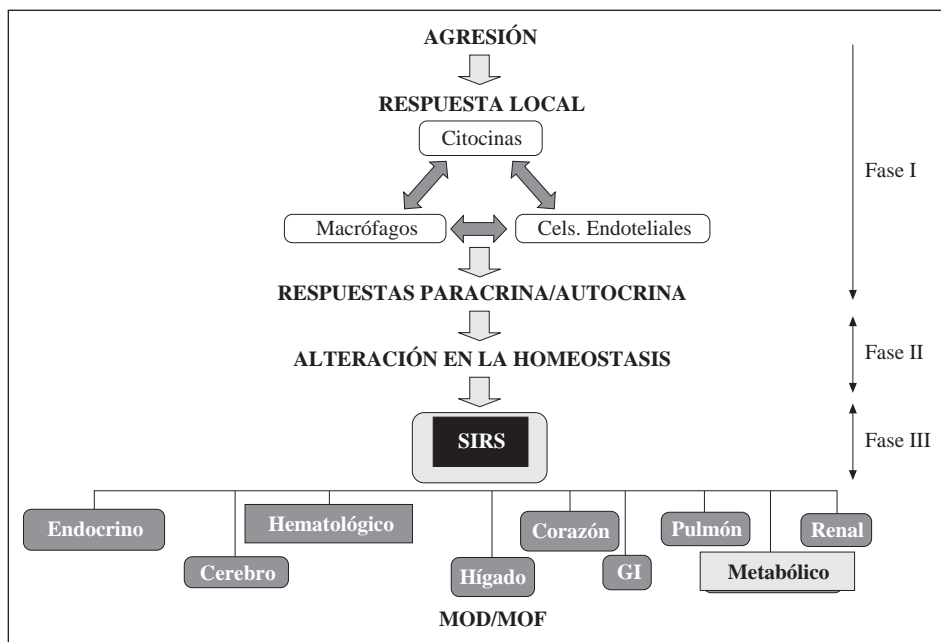 AGRESIÓN
RESPUESTA LOCAL
Citocinas
Fase I
Macrófagos Cels. Endoteliales
RESPUESTAS PARACRINA/AUTOCRINA
Fase II
ALTERACIÓN EN LA HOMEOSTASIS
SIRS
Fase III
Endocrino Hematológico Corazón Pulmón Renal
Cerebro Hígado GI Metabólico
MOD/MOF